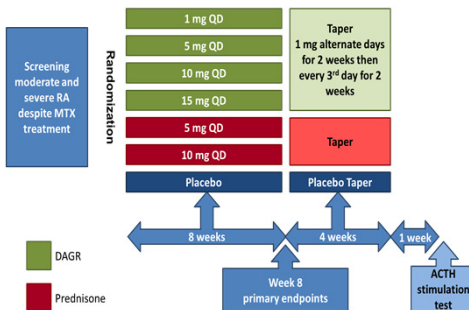 Screening
moderate and
severe RA
despite MTX
treatment
Randomization
1 mg QD
5 mg QD
10 mg QD
15 mg QD
5 mg QD
10 mg QD
Placebo
Taper
1 mg alternate days
for 2 weeks then
every 3rd day for 2
weeks
Taper
Placebo Taper
8 weeks
4 weeks
1 week
DAGR
Prednisone
Week 8
primary endpoints
ACTH
stimulation
test